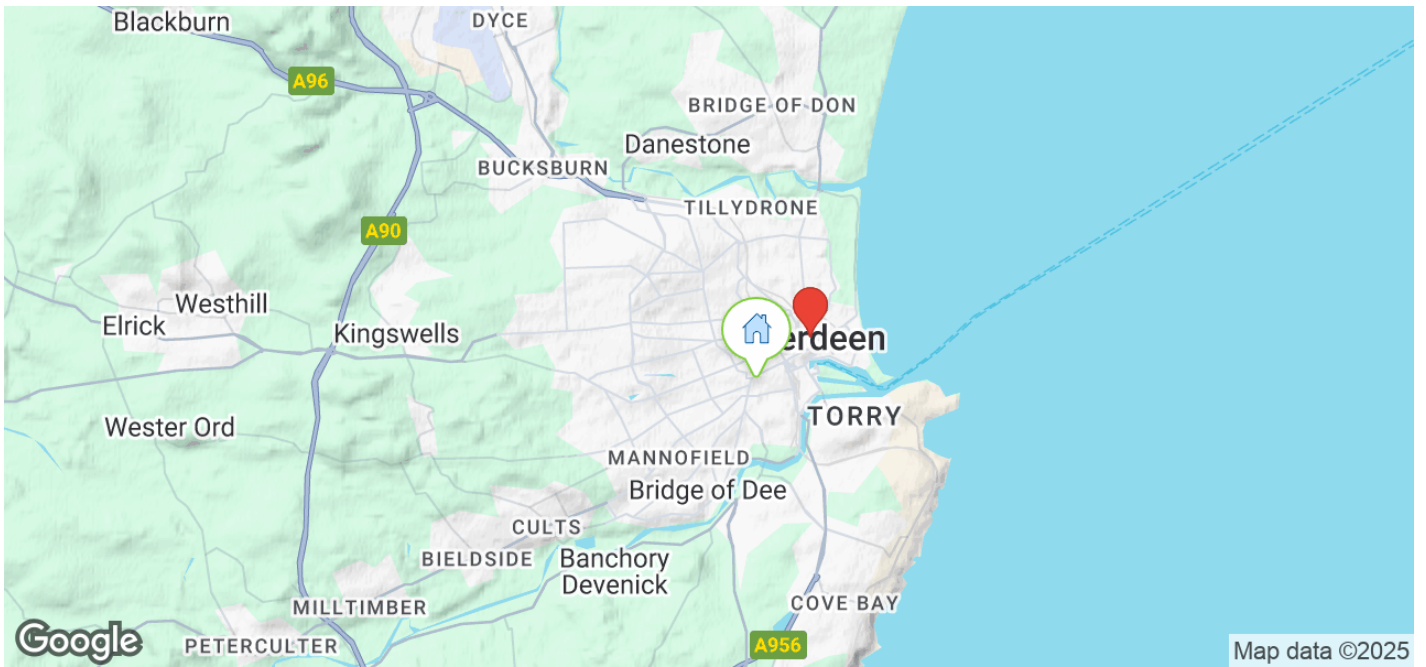 Blackburn
DYCE
A96
BRIDGE OF DON
Danestone
BUCKSBURN
TILLYDRONE
A90
Westhill
Elrick
Kingswells
erdeen
TORRY
Wester Ord
MANNOFIELD
Bridge of Dee
CULTS
BIELDSIDE
Banchory
Devenick
MILLTIMBER
COVE BAY
PETERCULTER
A956
Google
Map data ©2025